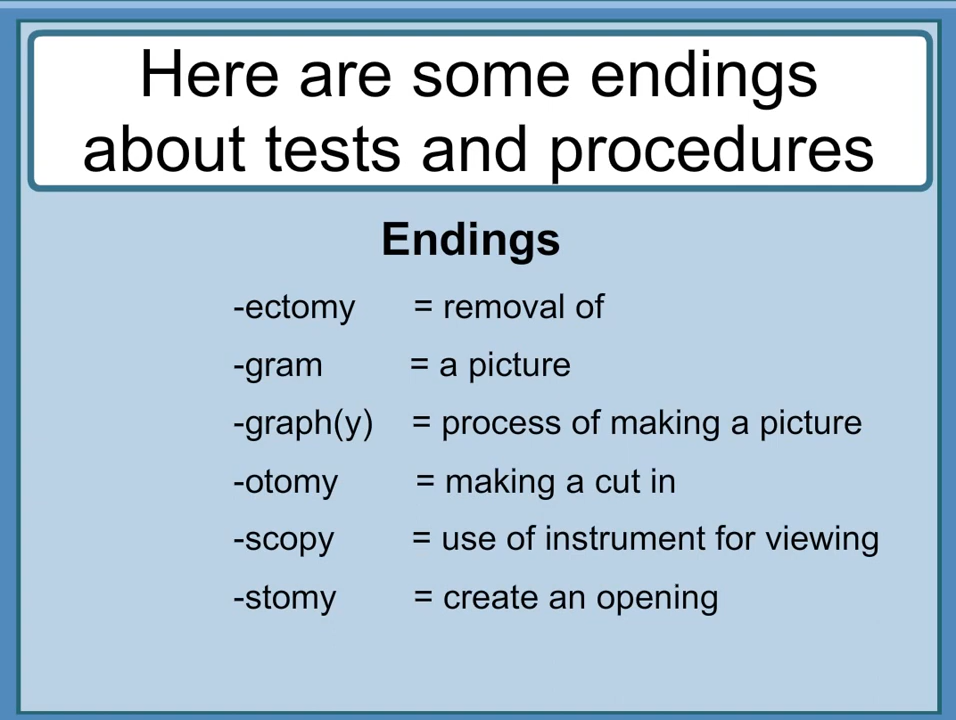 Here are some endings
about tests and procedures
Endings
-ectomy = removal of
-gram = a picture
-graph(y) = process of making a picture
-otomy = making a cut in
-scopy = use of instrument for viewing
-stomy = create an opening